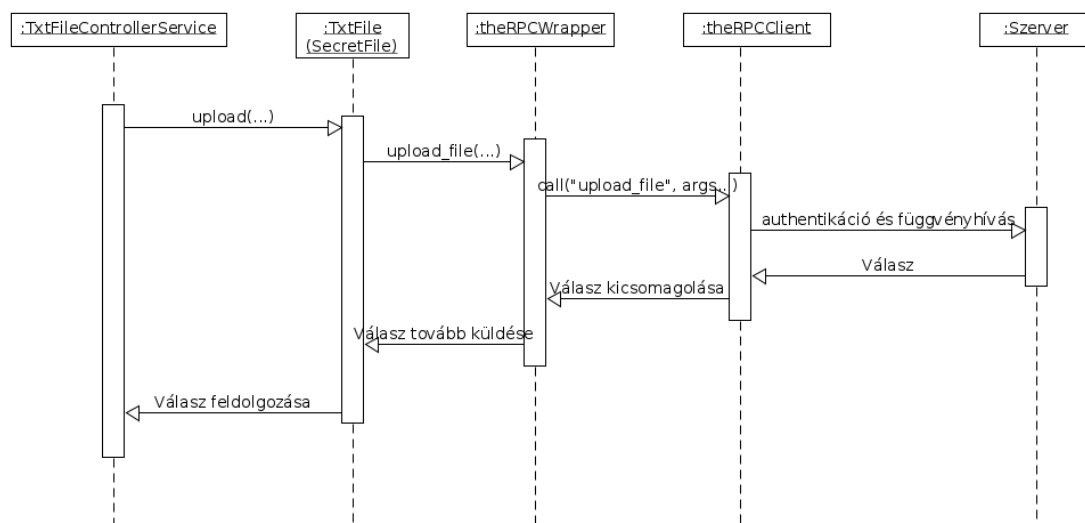 :TxtFileControllerService
:TxtFile
(SecretFile)
:theRPCWrapper
:theRPCClient
:Szerver
upload(...)
upload_file(...)
call("upload_file", args...)
authentikáció és függvényhívás
Válasz
Válasz kicsomagolása
Válasz tovább küldése
Válasz feldolgozása